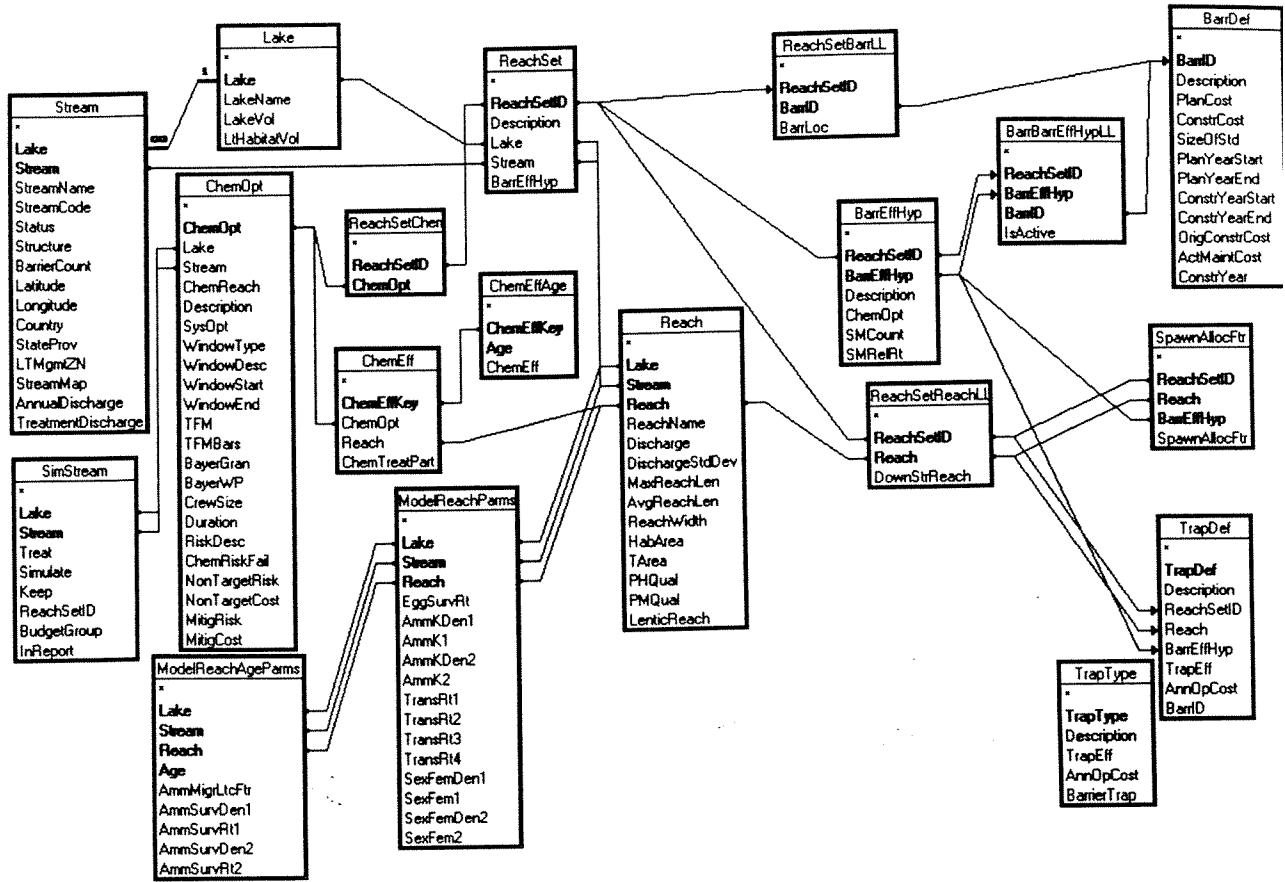 Lake
*
Lake
LakeName
LakeVol
LtHabitatVol
Stream
*
Lake
Stream
StreamName
StreamCode
Status
Structure
BarrierCount
Latitude
Longitude
Country
StateProv
LTMgmtZN
StreamMap
AnnualDischarge
TreatmentDischarge
SimStream
*
Lake
Stream
Treat
Simulate
Keep
ReachSetID
BudgetGroup
InReport
ChemOpt
*
ChemOpt
Lake
Stream
ChemReach
Description
SysOpt
WindowType
WindowDesc
WindowStart
WindowEnd
TFM
TFMBars
BayerGran
BayerWP
CrewSize
Duration
RiskDesc
ChemRiskFail
NonTargetRisk
NonTargetCost
MitigRisk
MitigCost
ModelReachAgeParms
*
Lake
Stream
Reach
Age
AmmMigrLtcFtr
AmmSurvDen1
AmmSurvRt1
AmmSurvDen2
AmmSurvRt2
ReachSet
*
ReachSetID
Description
Lake
Stream
BarrEffHyp
ReachSetChem
*
ReachSetID
ChemOpt
ChemEffAge
*
ChemEffKey
Age
ChemEff
ChemEff
*
ChemEffKey
ChemOpt
Reach
ChemTreatPart
ModelReachParms
*
Lake
Stream
Reach
EggSurvRt
AmmKDen1
AmmK1
AmmKDen2
AmmK2
TransRt1
TransRt2
TransRt3
TransRt4
SexFemDen1
SexFem1
SexFemDen2
SexFem2
Reach
*
Lake
Stream
Reach
ReachName
Discharge
DischargeStdDev
MaxReachLen
AvgReachLen
ReachWidth
HabArea
TArea
PHQual
PMQual
LenticReach
ReachSetBarrLL
*
ReachSetID
BarrID
BarrLoc
BarrEffHyp
*
ReachSetID
BarrEffHyp
Description
ChemOpt
SMCount
SMRelRt
ReachSetReachLL
*
ReachSetID
Reach
DownStrReach
BarrBarrEffHypLL
*
ReachSetID
BarrEffHyp
BarrID
IsActive
BarrDef
*
BarrID
Description
PlanCost
ConstrCost
SizeOfStd
PlanYearStart
PlanYearEnd
ConstrYearStart
ConstrYearEnd
OrigConstrCost
ActMaintCost
ConstrYear
SpawnAllocFtr
*
ReachSetID
Reach
BarrEffHyp
SpawnAllocFtr
TrapDef
*
TrapDef
Description
ReachSetID
Reach
BarrEffHyp
TrapEff
AnnOpCost
BarrID
TrapType
*
TrapType
Description
TrapEff
AnnOpCost
BarrierTrap